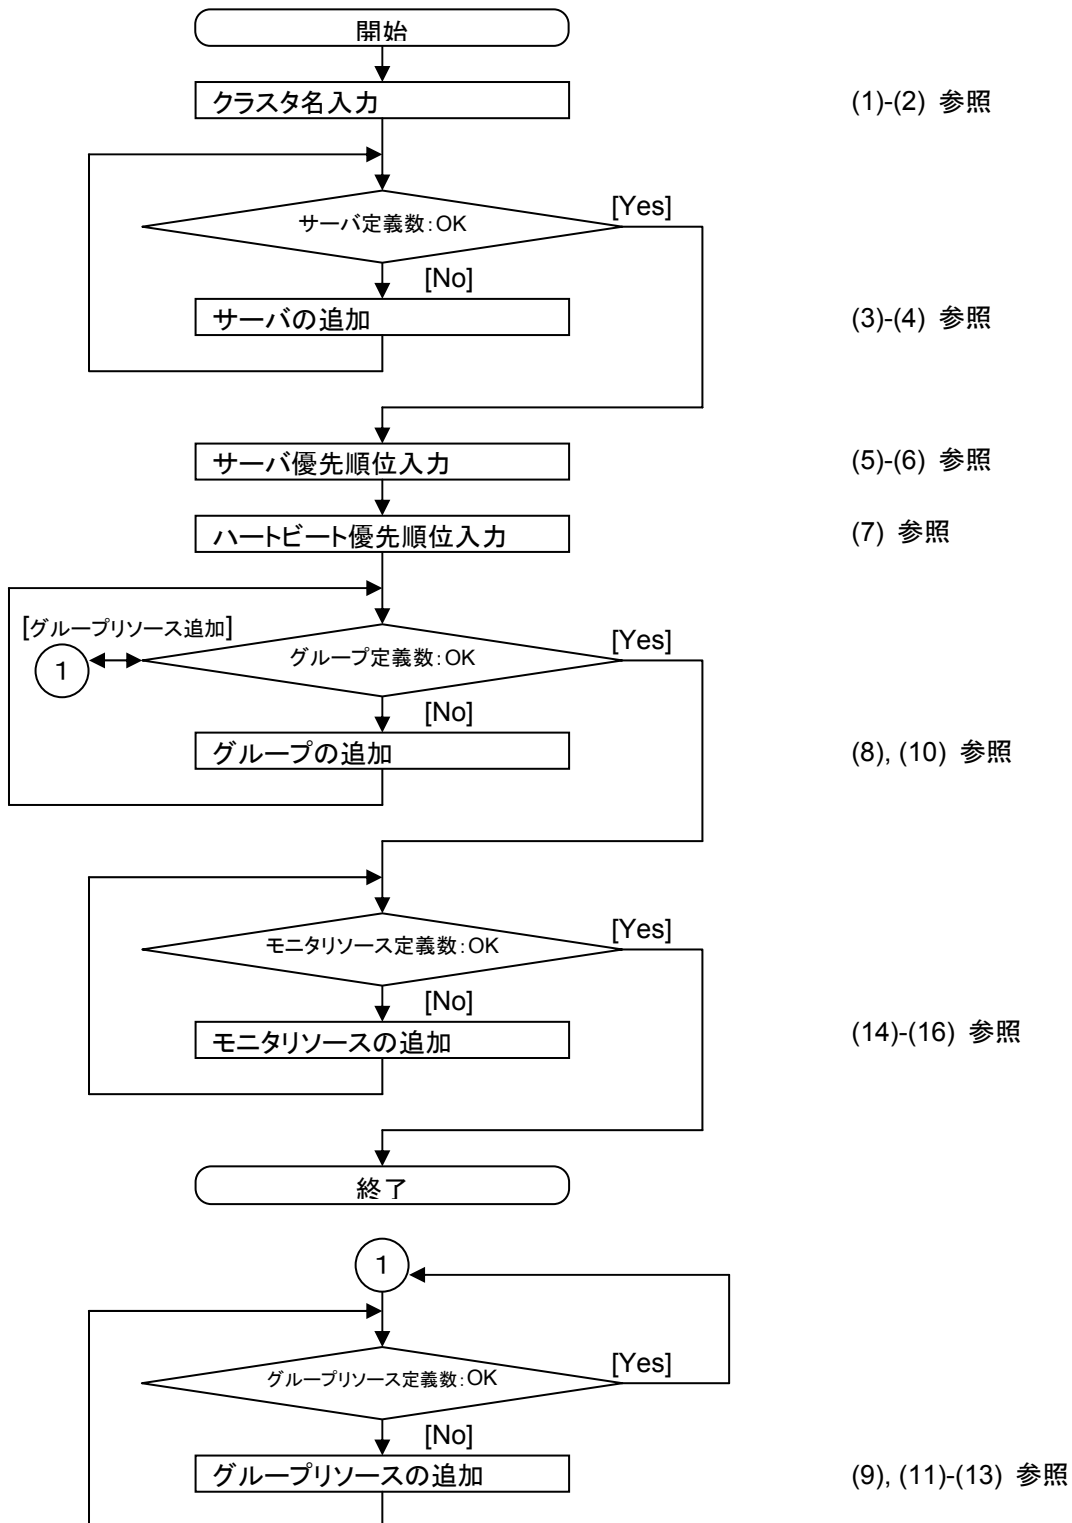 開始
クラスタ名入力
(1)-(2) 参照
サーバ定義数:OK
[Yes]
[No]
サーバの追加
(3)-(4) 参照
サーバ優先順位入力
(5)-(6) 参照
ハートビート優先順位入力
(7) 参照
[グループリソース追加]
1
グループ定義数:OK
[Yes]
[No]
グループの追加
(8), (10) 参照
モニタリソース定義数:OK
[Yes]
[No]
モニタリソースの追加
(14)-(16) 参照
終了
1
グループリソース定義数:OK
[Yes]
[No]
グループリソースの追加
(9), (11)-(13) 参照